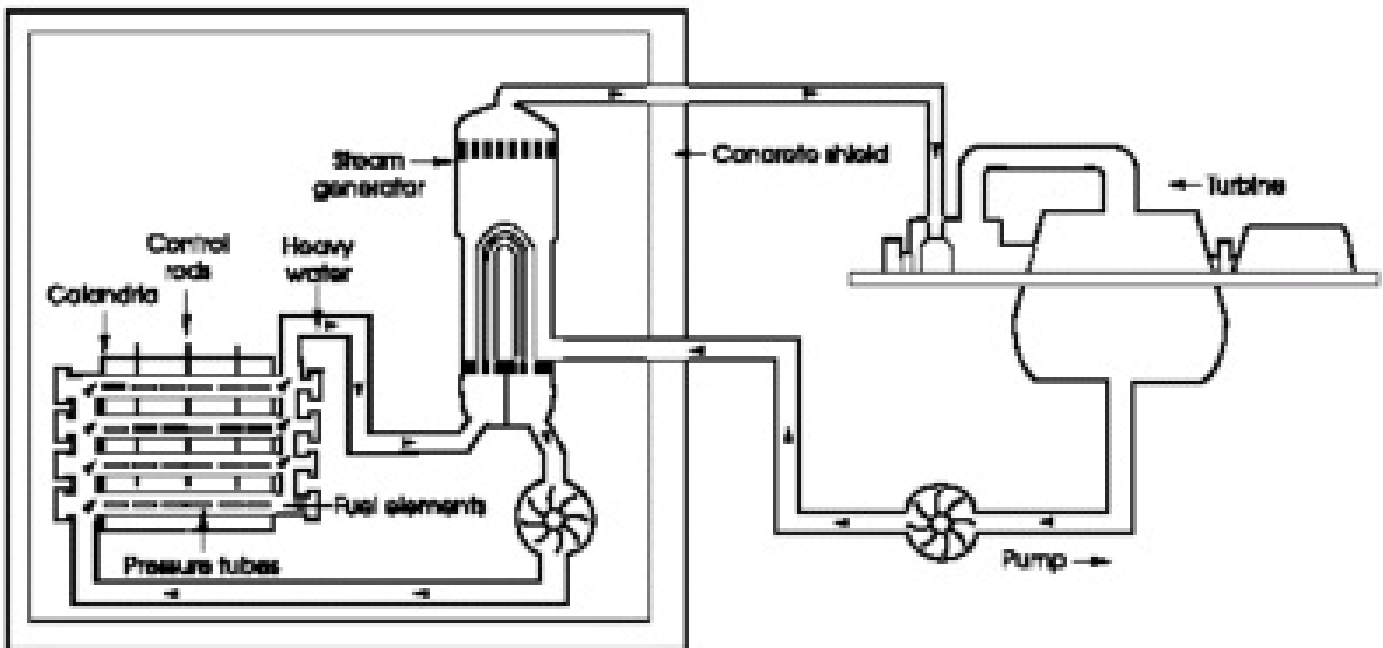 Steam
generator
Concrete shield
Turbine
Control
rods
Heavy
water
Calandria
Fuel elements
Pressure tubes
Pump